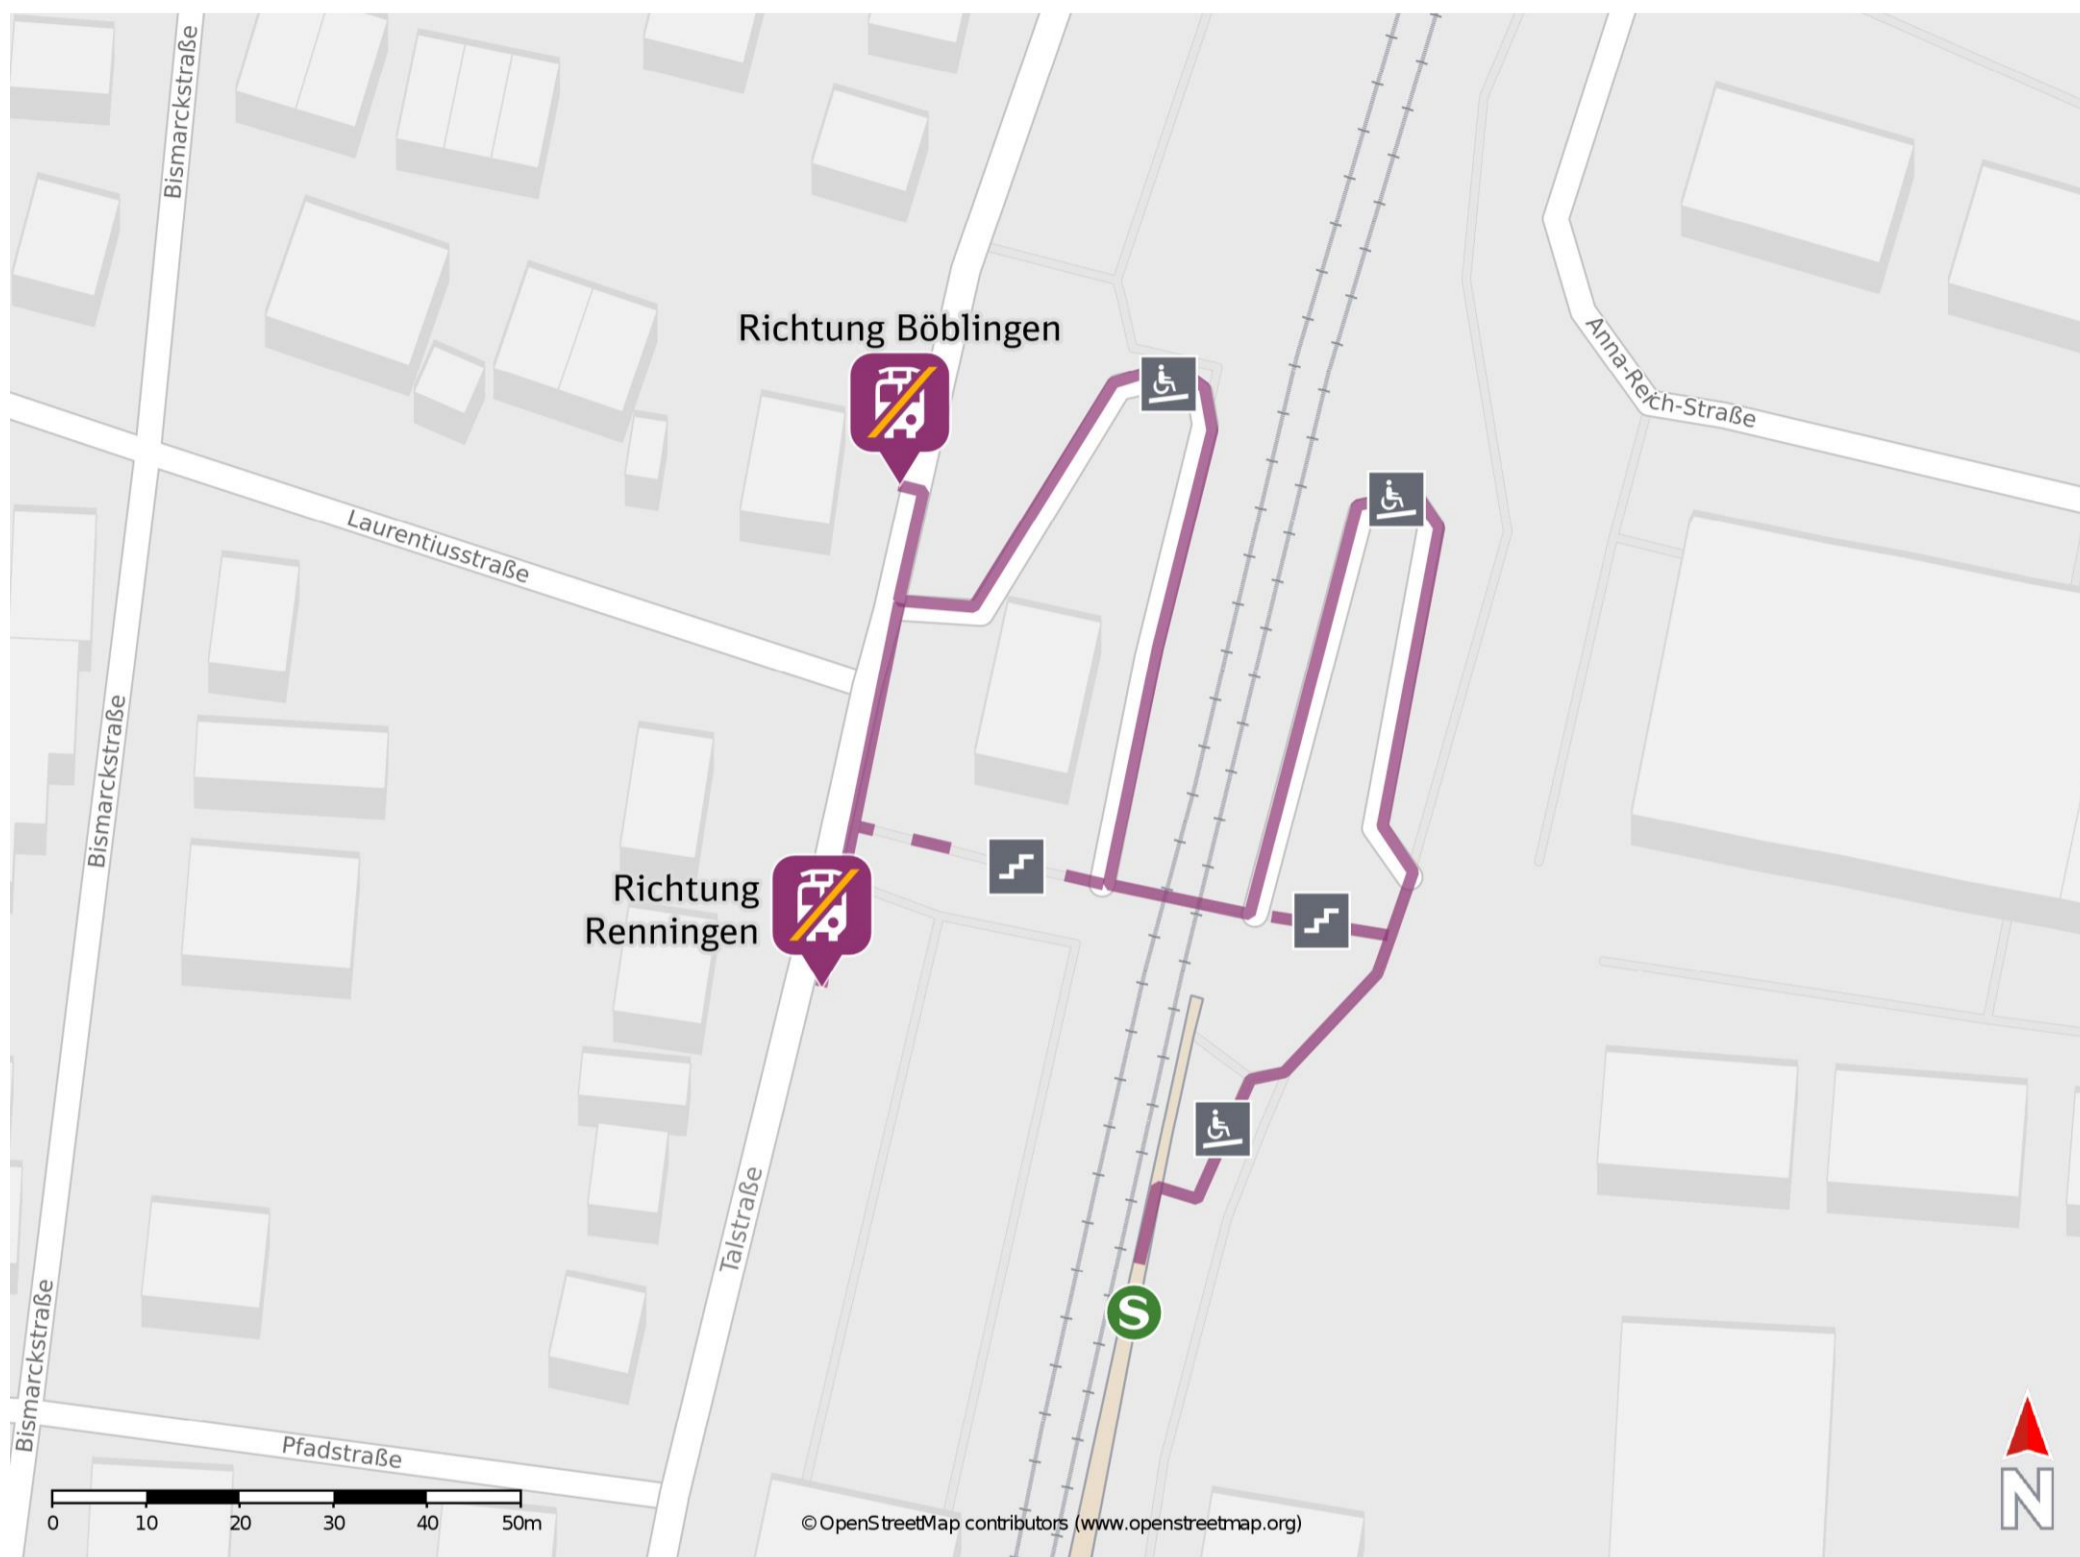 Bismarckstraße
Richtung Böblingen
Anna-Reich-Straße
Laurentiusstraße
Bismarckstraße
Richtung
Renningen
Talstraße
S
Bismarckstraße
Pfadstraße
0 10 20 30 40 50m
© OpenStreetMap contributors (www.openstreetmap.org)
N